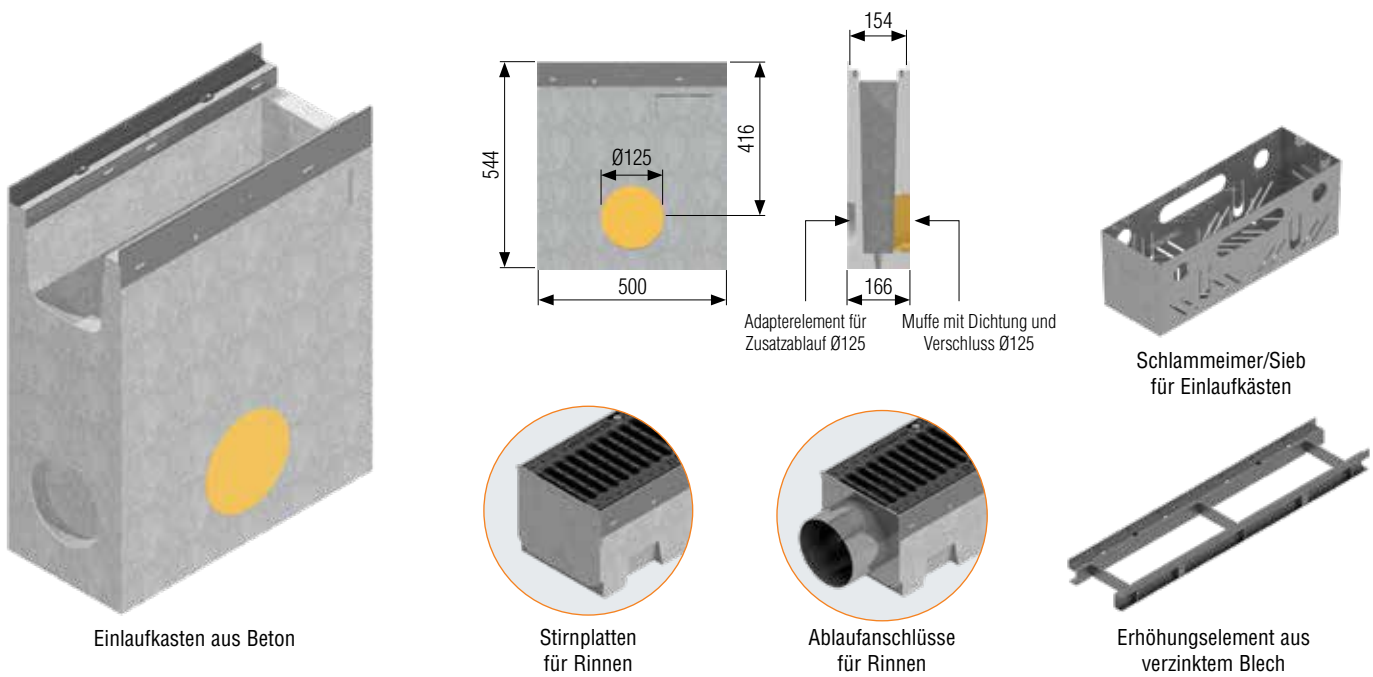 154
544
416
Ø125
500
166
Adapterelement für
Zusatzablauf Ø125
Muffe mit Dichtung und
Verschluss Ø125
Schlammeimer/Sieb
für Einlaufkästen
Einlaufkasten aus Beton
Stirnplatten
für Rinnen
Ablaufanschlüsse
für Rinnen
Erhöhungselement aus
verzinktem Blech